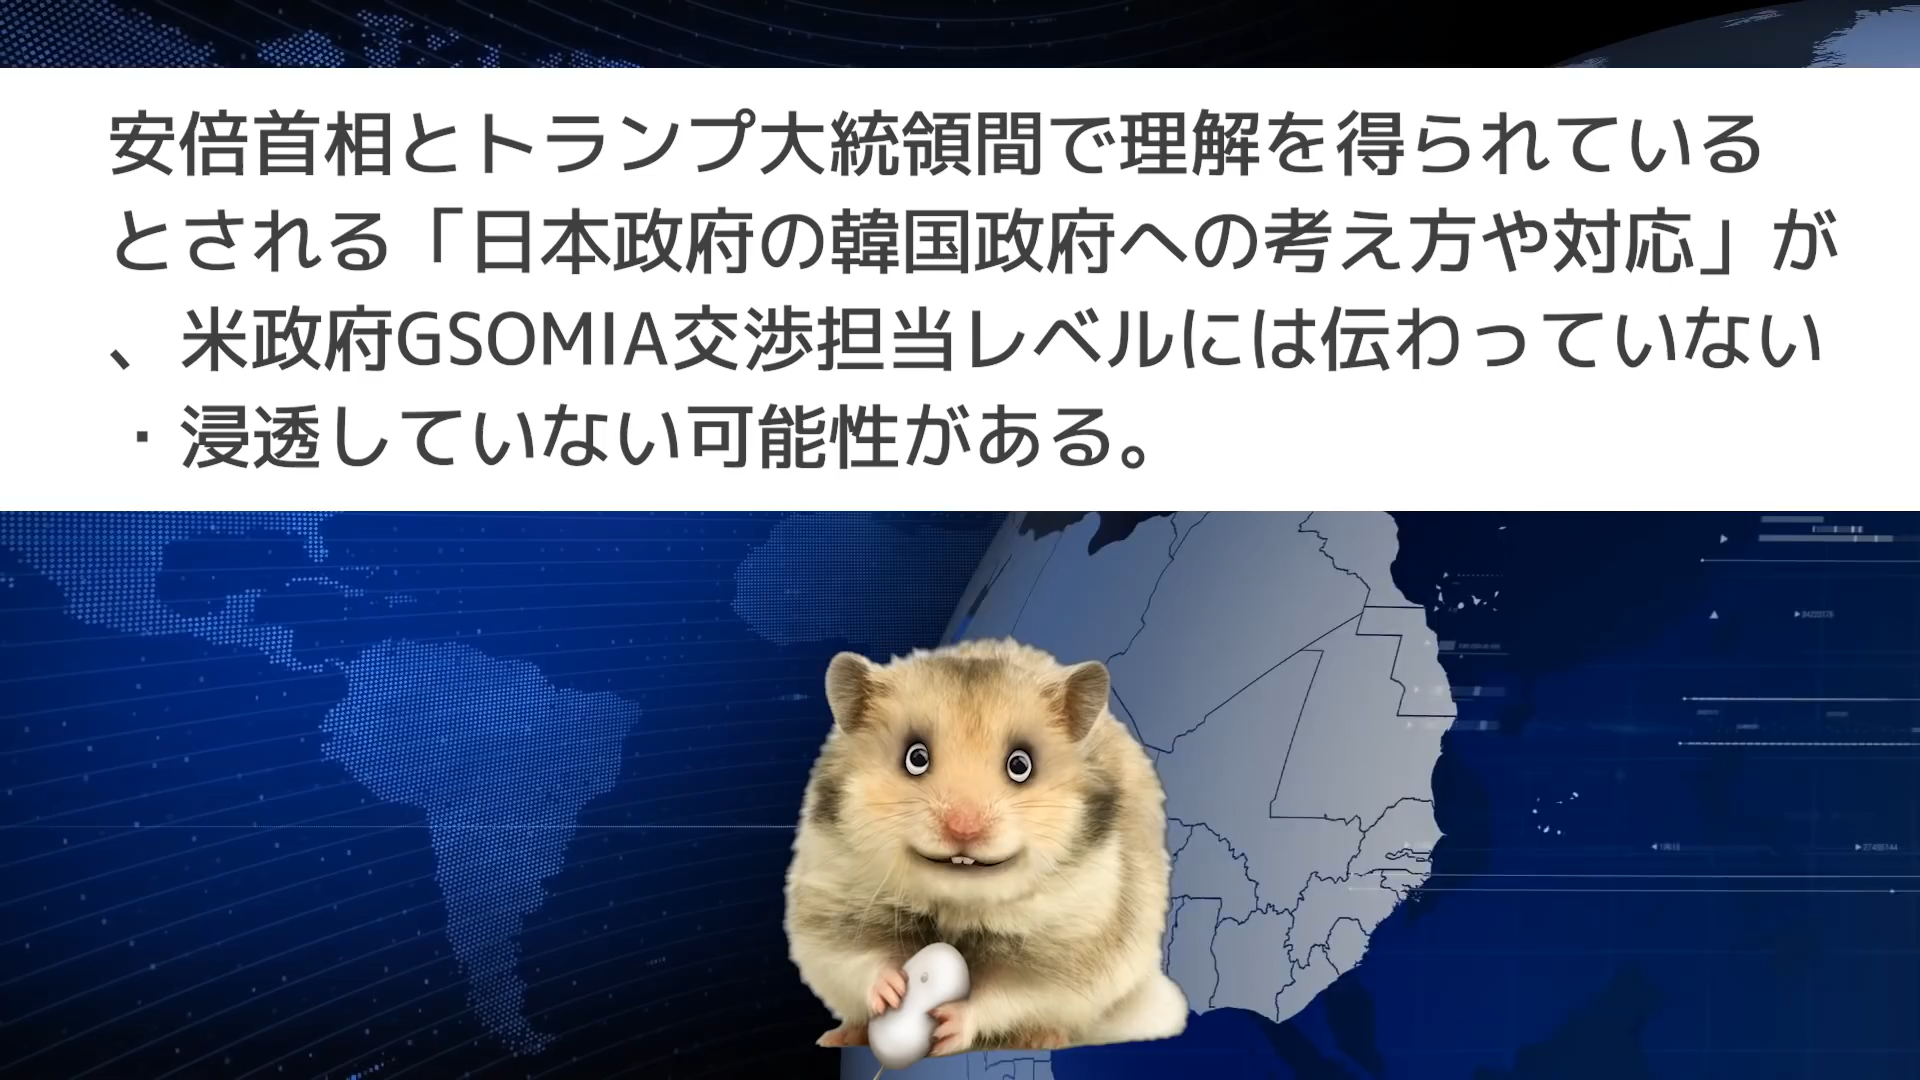 安倍首相とトランプ大統領間で理解を得られている
とされる「日本政府の韓国政府への考え方や対応」が
、米政府GSOMIA交渉担当レベルには伝わっていない
・浸透していない可能性がある。